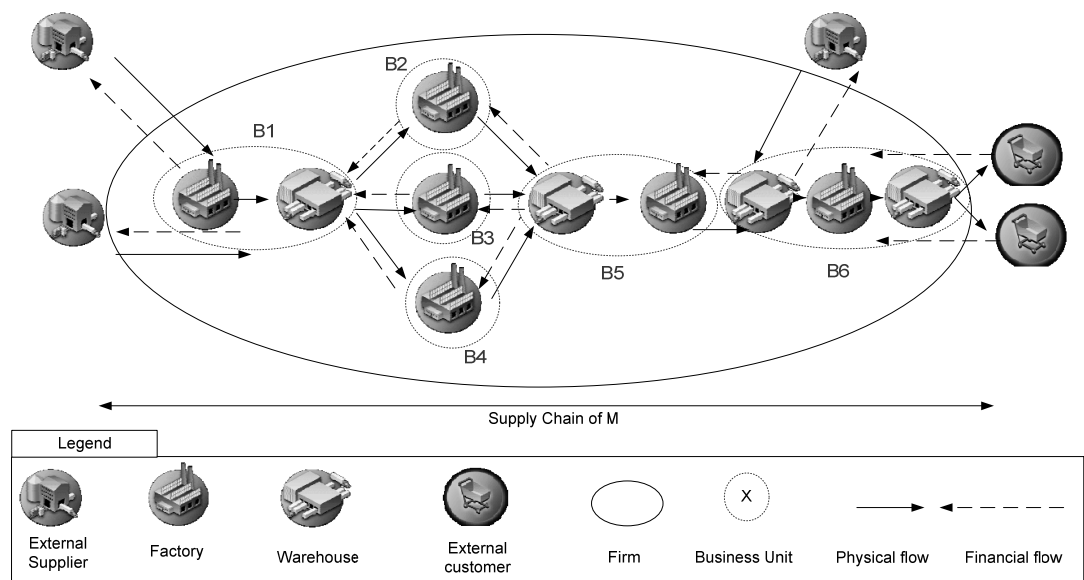 B2
B1
B3
B5
B6
B4
Supply Chain of M
Legend
X
External
Supplier
Factory
Warehouse
External
customer
Firm
Business Unit
Physical flow
Financial flow